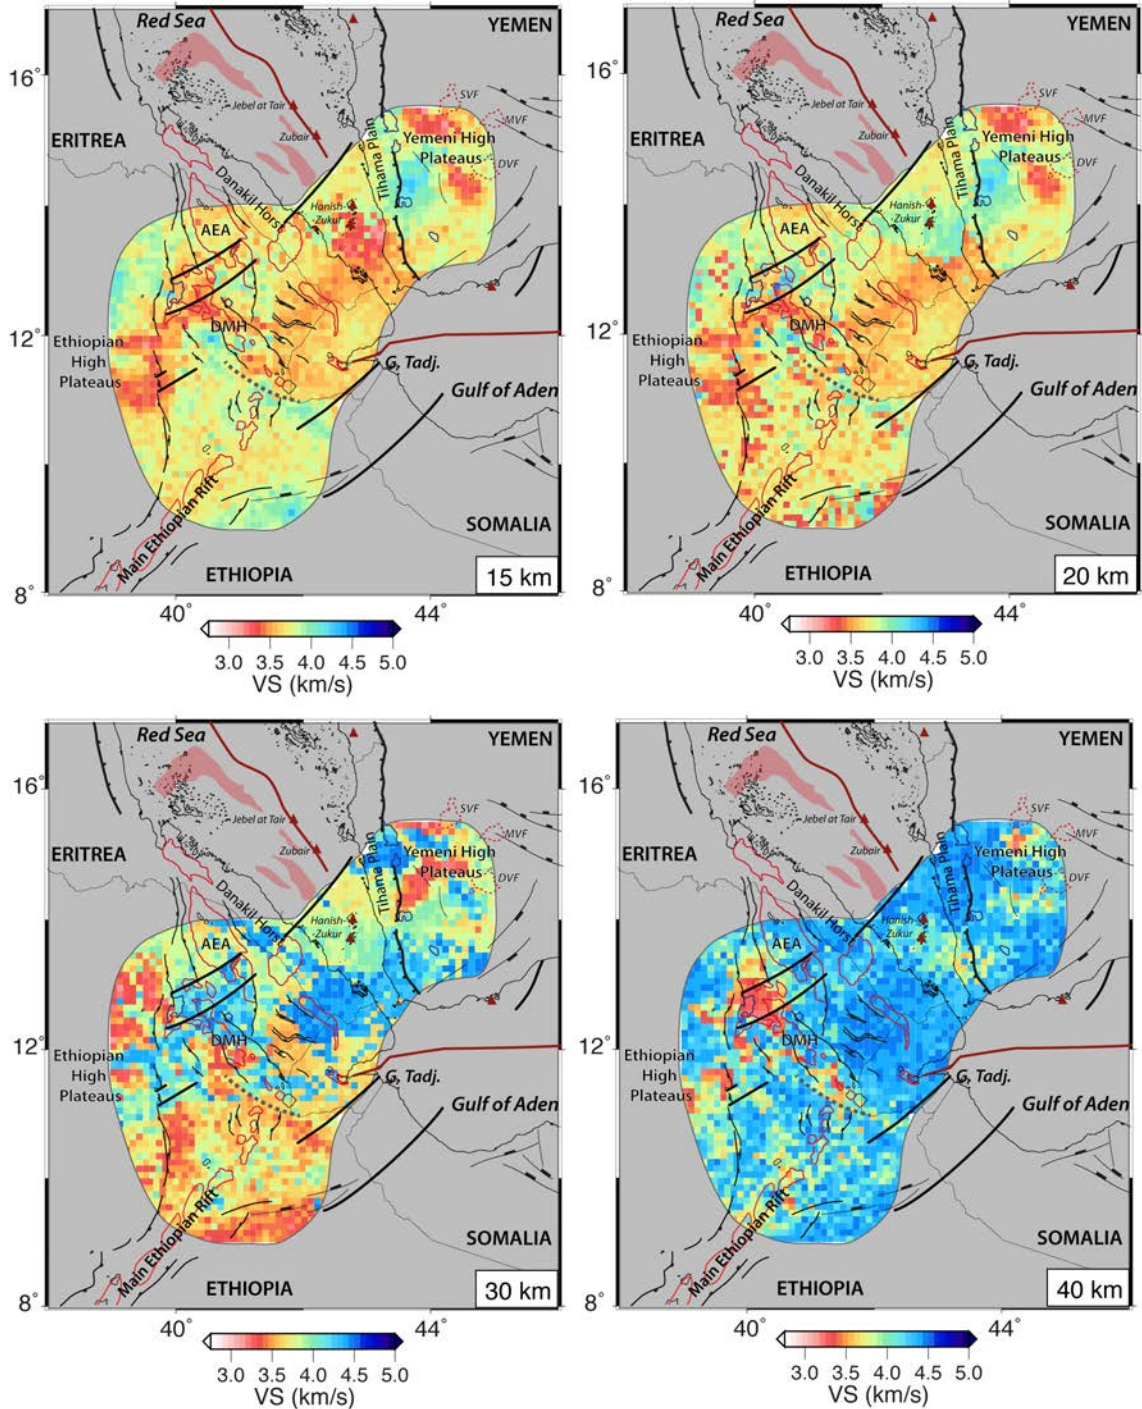 Red Sea
YEMEN
16°
SVF
Jebel at Tair
MVF
ERITREA
Zubair
Tihama Plain
Yemeni High
Plateaus
DVF
Danakil Horst
Hanish-
Zukur
AEA
DMH
12°
Ethiopian
High
Plateaus
G. Tadj.
Gulf of Aden
Main Ethiopian Rift
SOMALIA
ETHIOPIA
15 km
8°
40°
44°
3.0 3.5 4.0 4.5 5.0
VS (km/s)
Red Sea
YEMEN
16°
SVF
Jebel at Tair
MVF
ERITREA
Zubair
Tihama Plain
Yemeni High
Plateaus
DVF
Danakil Horst
Hanish-
Zukur
AEA
DMH
12°
Ethiopian
High
Plateaus
G. Tadj.
Gulf of Aden
Main Ethiopian Rift
SOMALIA
ETHIOPIA
20 km
8°
40°
44°
3.0 3.5 4.0 4.5 5.0
VS (km/s)
Red Sea
YEMEN
16°
SVF
Jebel at Tair
MVF
ERITREA
Zubair
Tihama Plain
Yemeni High
Plateaus
DVF
Danakil Horst
Hanish-
Zukur
AEA
DMH
12°
Ethiopian
High
Plateaus
G. Tadj.
Gulf of Aden
Main Ethiopian Rift
SOMALIA
ETHIOPIA
30 km
8°
40°
44°
3.0 3.5 4.0 4.5 5.0
VS (km/s)
Red Sea
YEMEN
16°
SVF
Jebel at Tair
MVF
ERITREA
Zubair
Tihama Plain
Yemeni High
Plateaus
DVF
Danakil Horst
Hanish-
Zukur
AEA
DMH
12°
Ethiopian
High
Plateaus
G. Tadj.
Gulf of Aden
Main Ethiopian Rift
SOMALIA
ETHIOPIA
40 km
8°
40°
44°
3.0 3.5 4.0 4.5 5.0
VS (km/s)